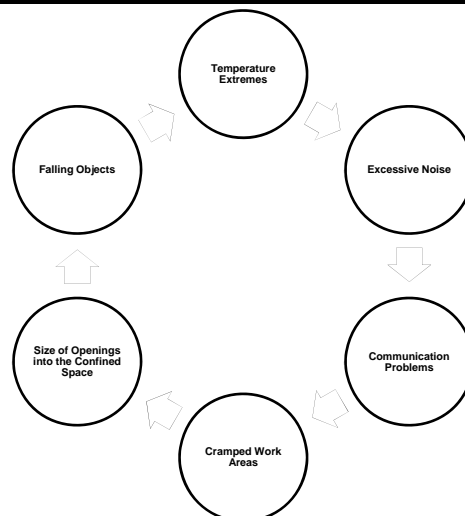 Temperature
Extremes
Excessive Noise
Communication
Problems
Cramped Work
Areas
Size of Openings
into the Confined
Space
Falling Objects